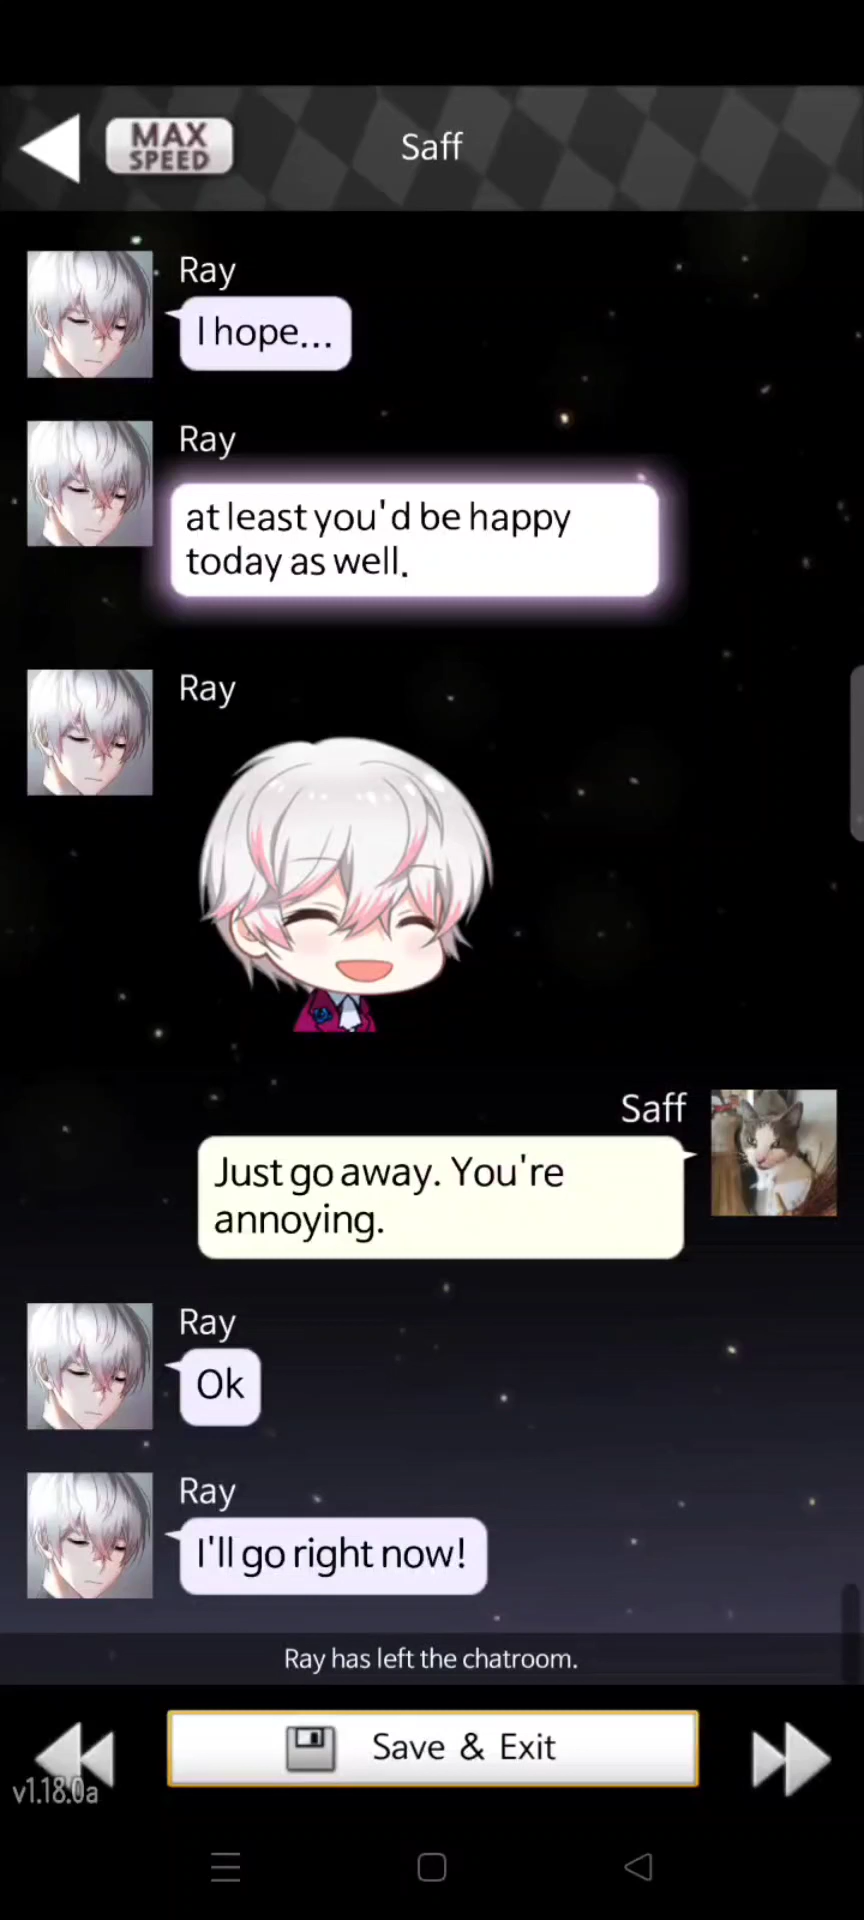 MAX
SPEED
Saff
Ray
I hope...
Ray
at least you'd be happy
today as well.
Ray
Saff
Just go away. You're
annoying.
Ray
Ok
Ray
I'll go right now!
Ray has left the chatroom.
Save & Exit
v1.18.0a